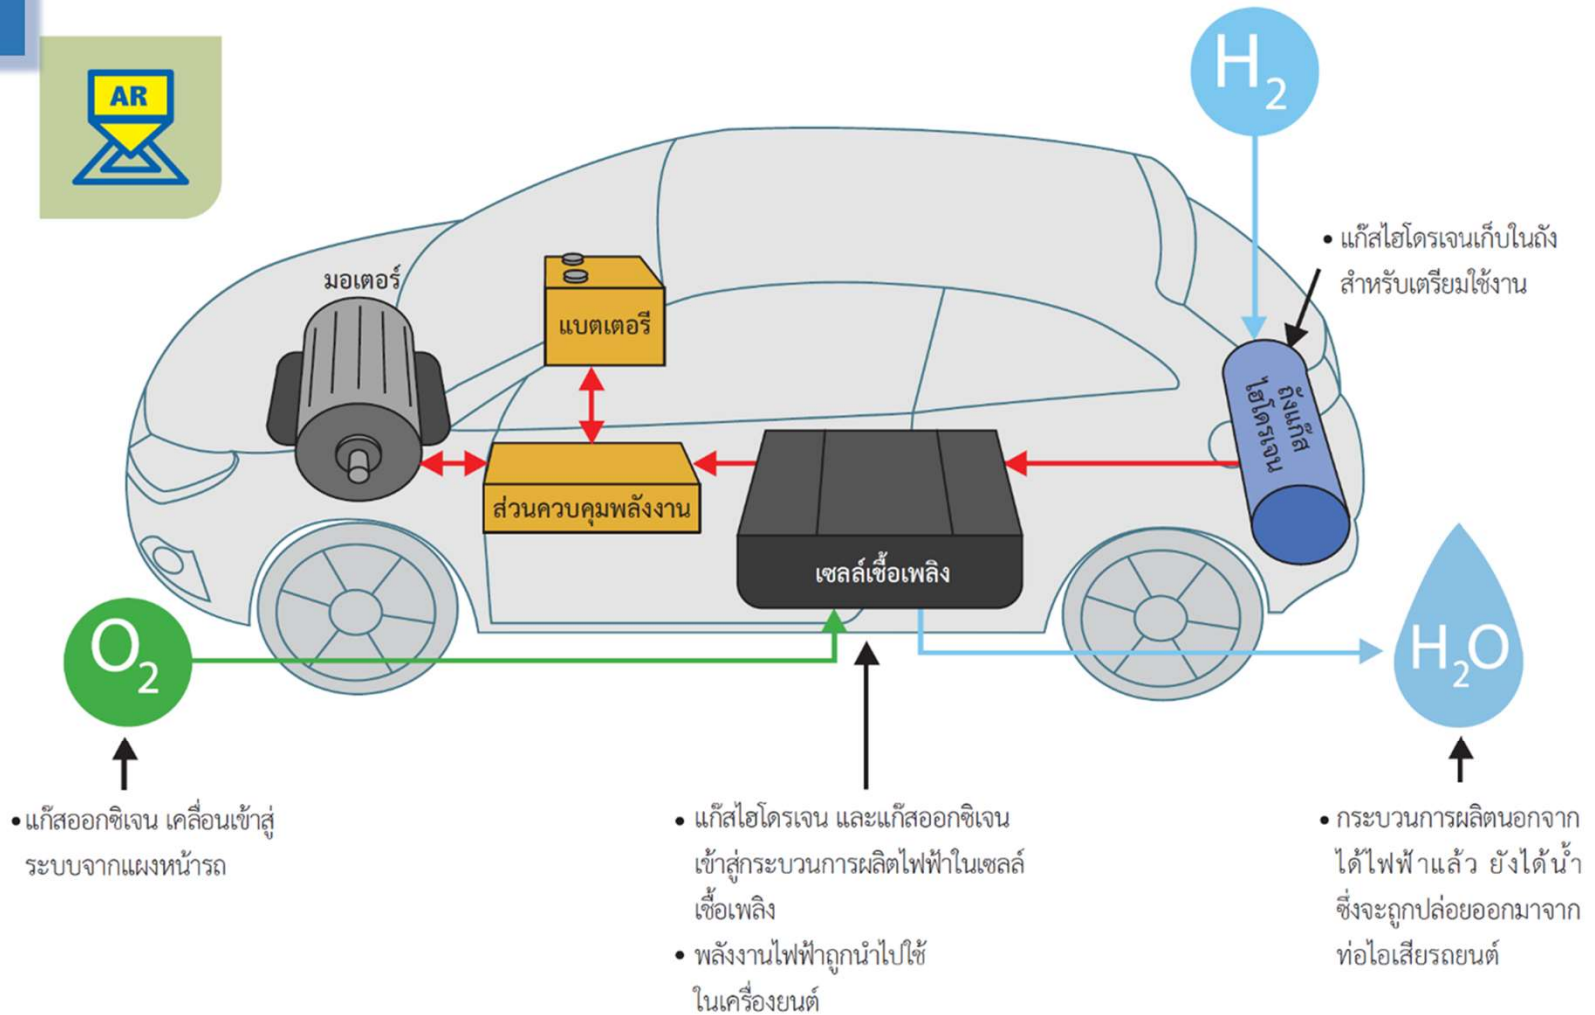 AR
H₂
• แก๊สไฮโดรเจนเก็บในถัง
สำหรับเตรียมใช้งาน
มอเตอร์
แบตเตอรี
ถังแก๊ส
ไฮโดรเจน
ส่วนควบคุมพลังงาน
เซลล์เชื้อเพลิง
O₂
H₂O
• แก๊สออกซิเจน เคลื่อนเข้าสู่
ระบบจากแผงหน้ารถ
• แก๊สไฮโดรเจน และแก๊สออกซิเจน
เข้าสู่กระบวนการผลิตไฟฟ้าในเซลล์
เชื้อเพลิง
• พลังงานไฟฟ้าถูกนำไปใช้
ในเครื่องยนต์
• กระบวนการผลิตนอกจาก
ได้ไฟฟ้าแล้ว ยังได้น้ำ
ซึ่งจะถูกปล่อยออกมาจาก
ท่อไอเสียรถยนต์